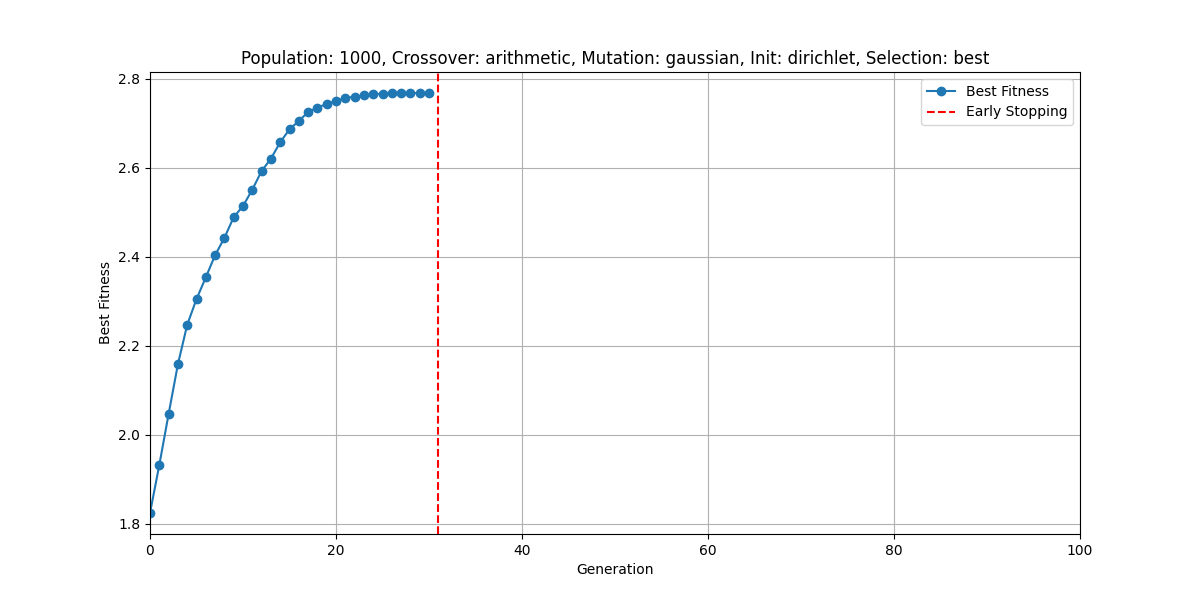 Population: 1000, Crossover: arithmetic, Mutation: gaussian, Init: dirichlet, Selection: best
Best Fitness
Early Stopping
Best Fitness
2.8
2.6
2.4
2.2
2.0
1.8
0 20 40 60 80 100
Generation